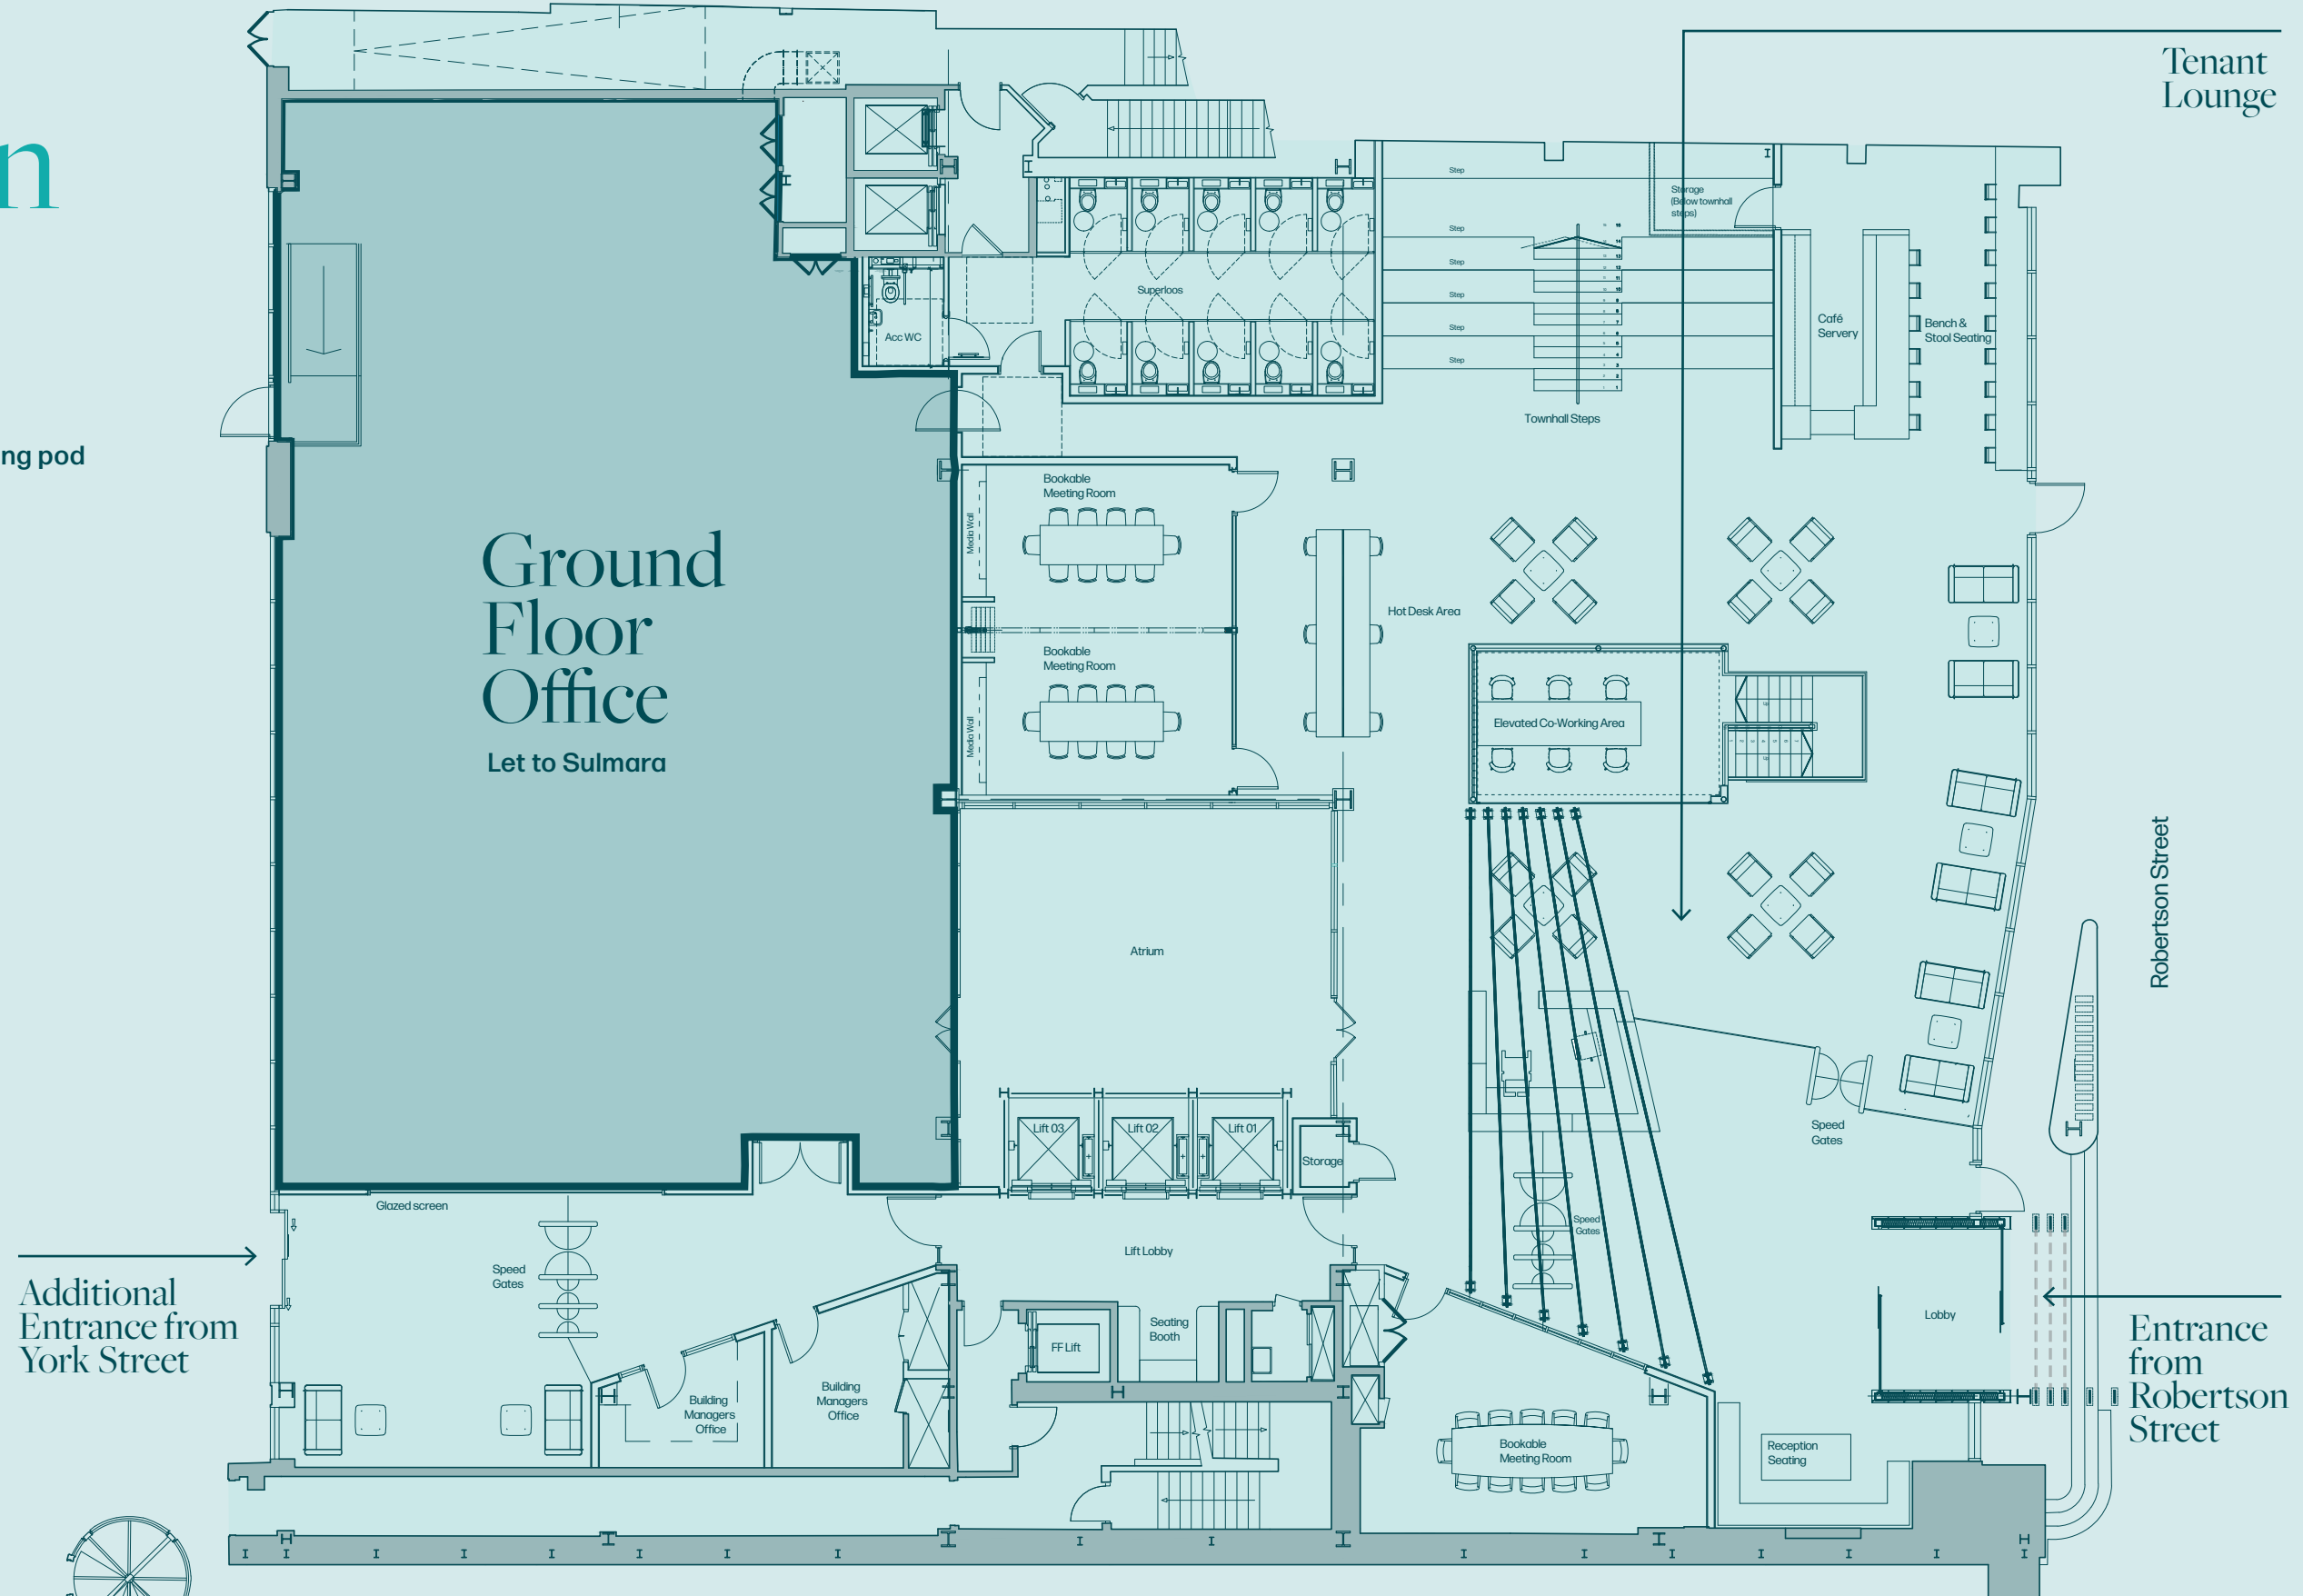 n
ng pod
Tenant
Lounge
Step
Step
Step
Step
Step
Step
Storage
(Below townhall
steps)
Superloos
Acc WC
Townhall Steps
Café
Servery
Bench &
Stool Seating
Bookable
Meeting Room
Media Wall
Hot Desk Area
Ground
Floor
Office
Let to Sulmara
Bookable
Meeting Room
Media Wall
Elevated Co-Working Area
Up
Up
Robertson Street
Atrium
Lift 03
Lift 02
Lift 01
Storage
Speed
Gates
Glazed screen
Speed
Gates
Lift Lobby
Speed
Gates
Additional
Entrance from
York Street
Lobby
Entrance
from
Robertson
Street
FF Lift
Seating
Booth
Building
Managers
Office
Building
Managers
Office
Bookable
Meeting Room
Reception
Seating